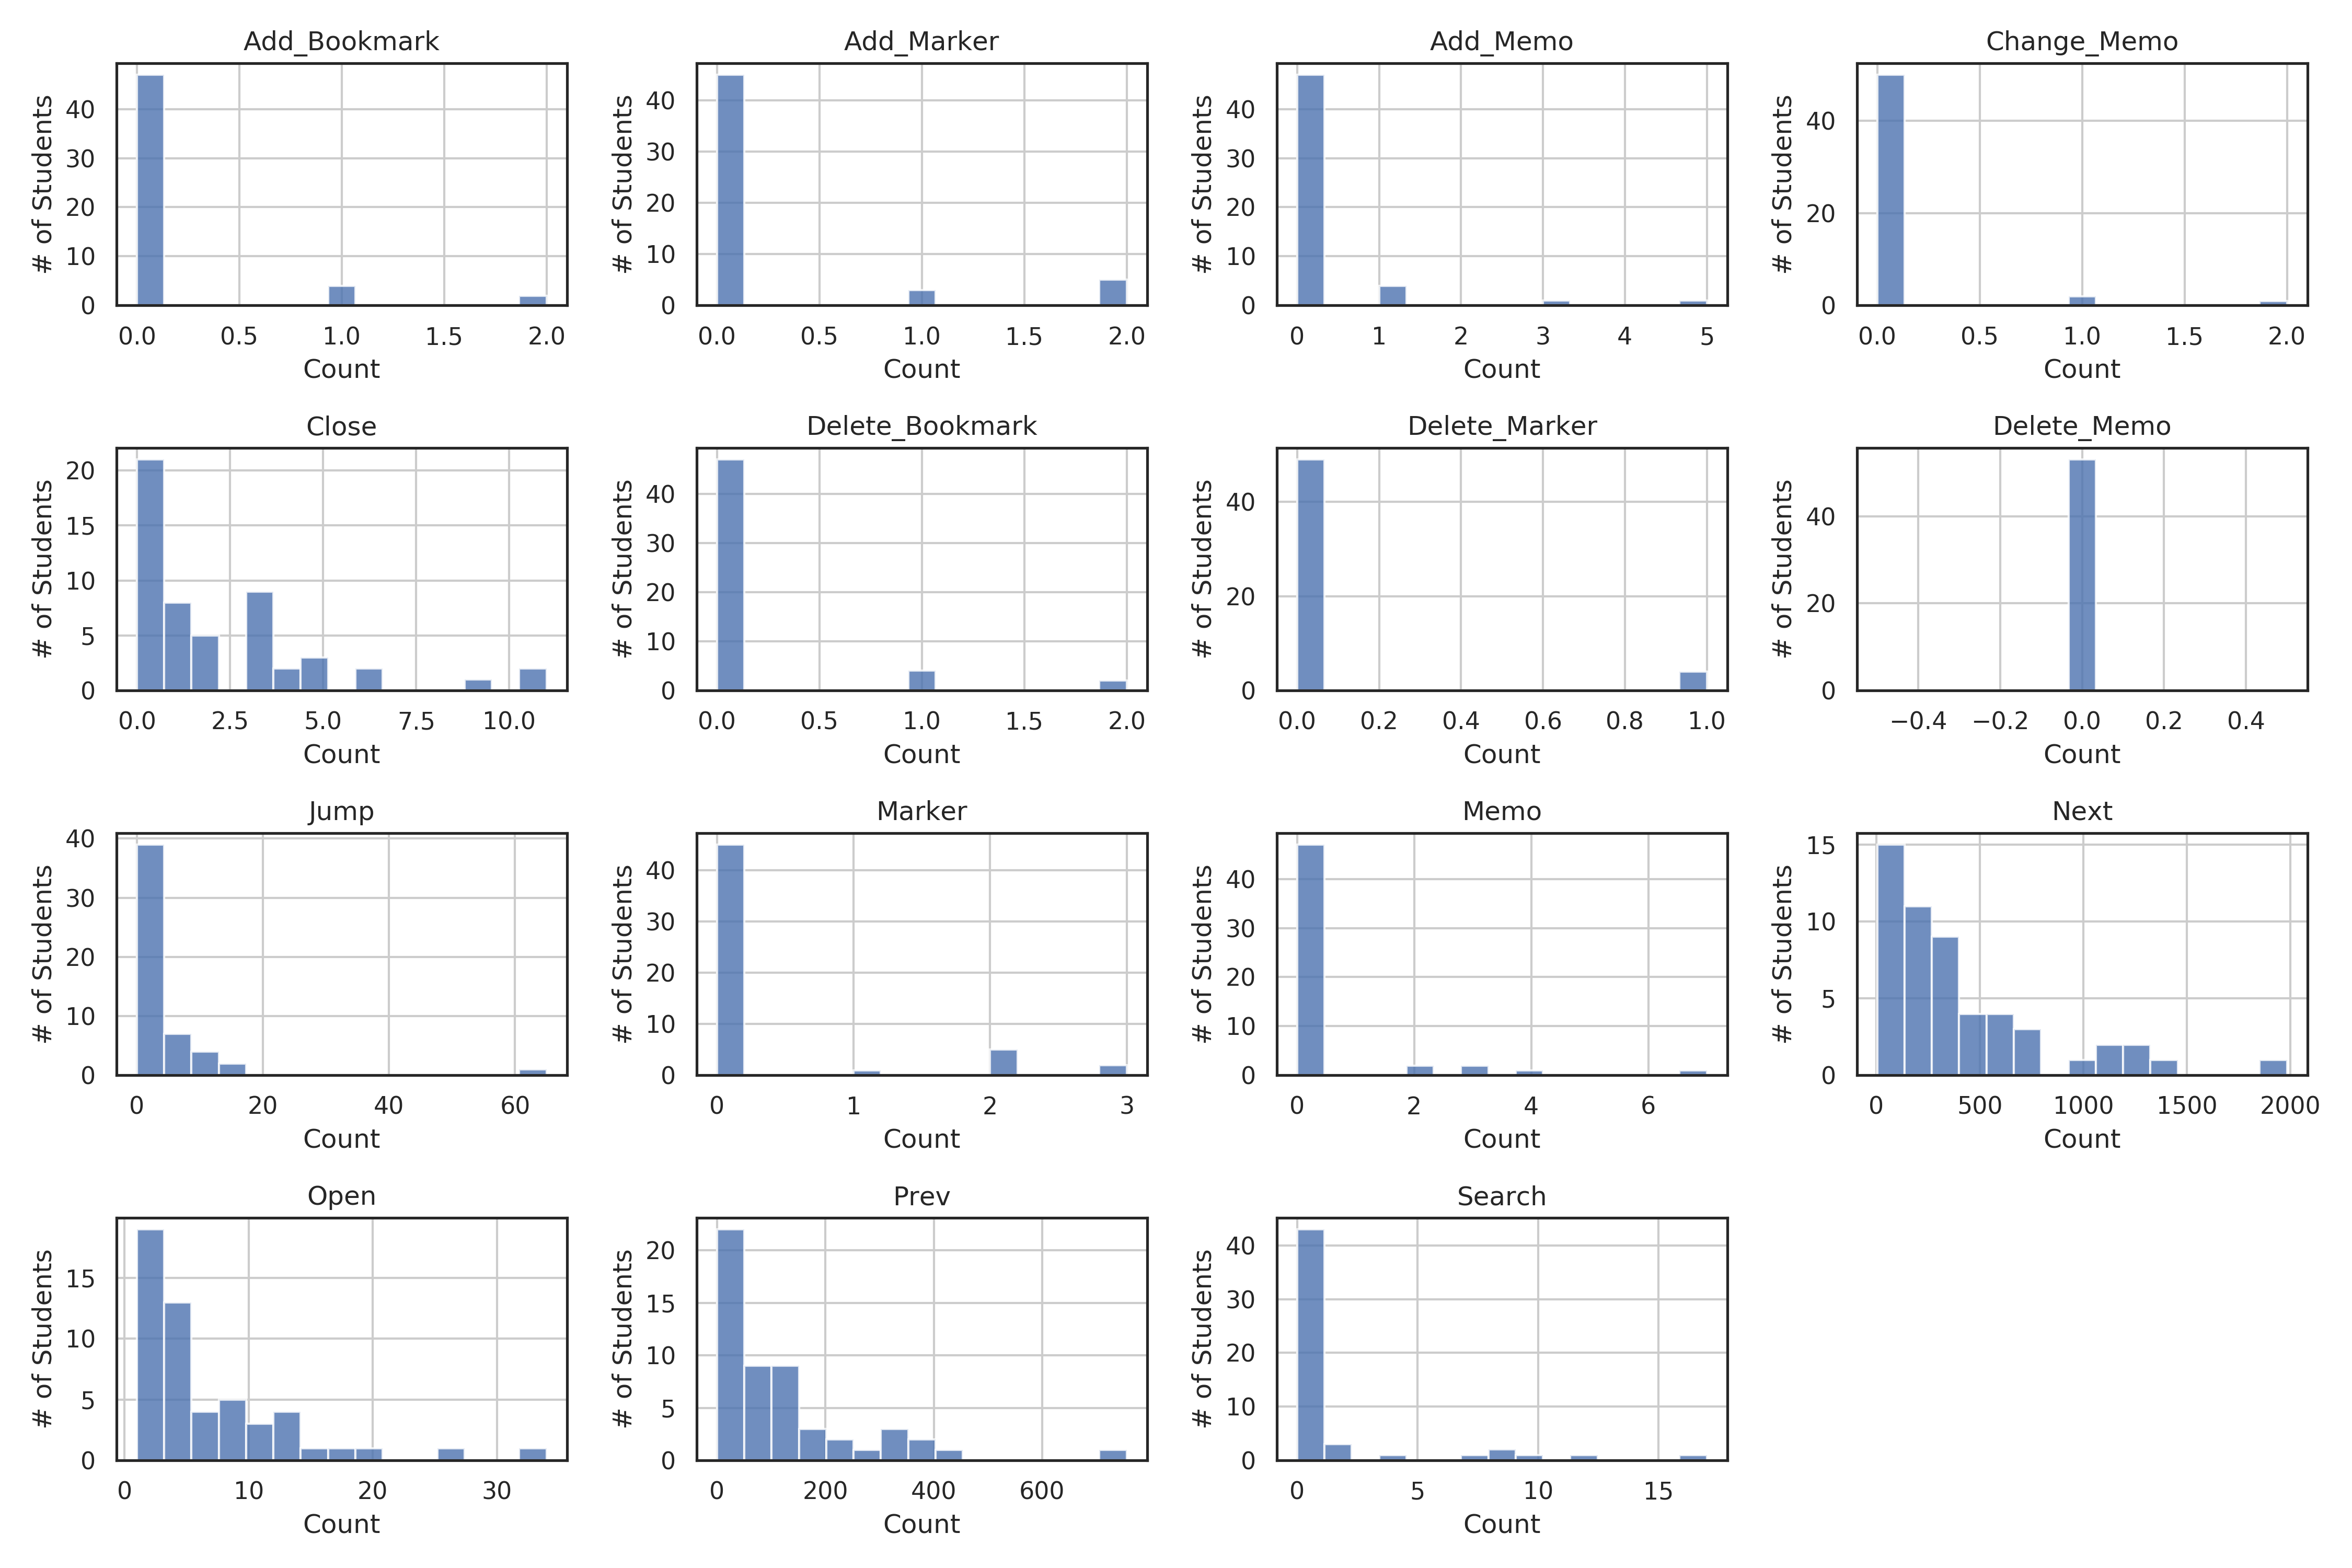 Add_Bookmark
# of Students
40
30
20
10
0
0.0 0.5 1.0 1.5 2.0
Count
Add_Marker
# of Students
40
30
20
10
0
0.0 0.5 1.0 1.5 2.0
Count
Add_Memo
# of Students
40
30
20
10
0
0 1 2 3 4 5
Count
Change_Memo
# of Students
40
20
0
0.0 0.5 1.0 1.5 2.0
Count
Close
# of Students
20
15
10
5
0
0.0 2.5 5.0 7.5 10.0
Count
Delete_Bookmark
# of Students
40
30
20
10
0
0.0 0.5 1.0 1.5 2.0
Count
Delete_Marker
# of Students
40
20
0
0.0 0.2 0.4 0.6 0.8 1.0
Count
Delete_Memo
# of Students
40
20
0
−0.4 −0.2 0.0 0.2 0.4
Count
Jump
# of Students
40
30
20
10
0
0 20 40 60
Count
Marker
# of Students
40
30
20
10
0
0 1 2 3
Count
Memo
# of Students
40
30
20
10
0
0 2 4 6
Count
Next
# of Students
15
10
5
0
0 500 1000 1500 2000
Count
Open
# of Students
15
10
5
0
0 10 20 30
Count
Prev
# of Students
20
15
10
5
0
0 200 400 600
Count
Search
# of Students
40
30
20
10
0
0 5 10 15
Count